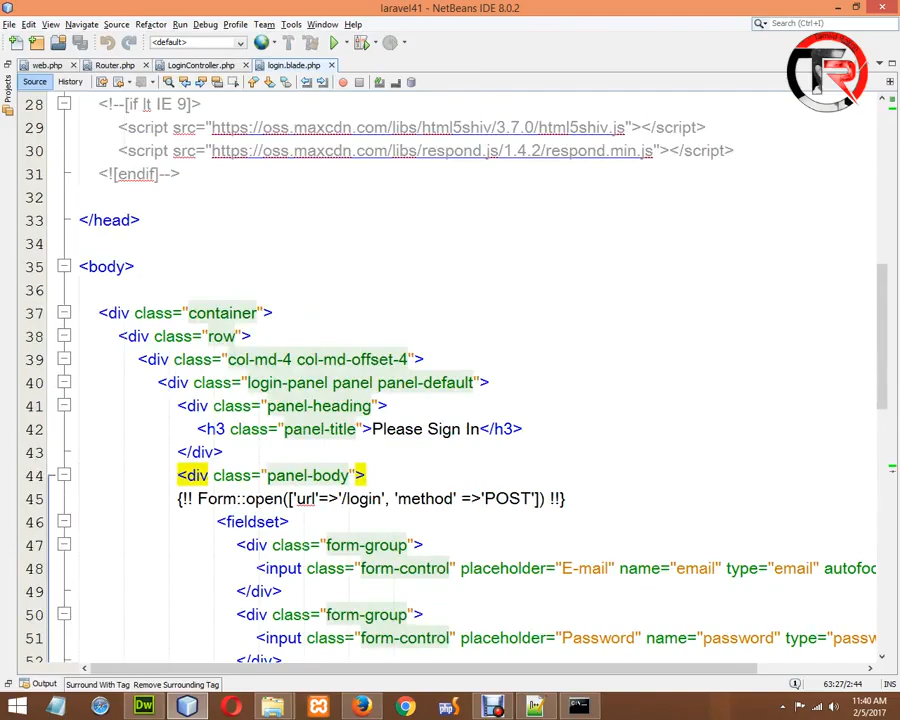 laravel41 - NetBeans IDE 8.0.2
File Edit View Navigate Source Refactor Run Debug Profile Team Tools Window Help
Search (Ctrl+I)
<default>
web.php Router.php LoginController.php login.blade.php
Source History
Projects
Files
28 <!--[if lt IE 9]>
29 <script src="https://oss.maxcdn.com/libs/html5shiv/3.7.0/html5shiv.js"></script>
30 <script src="https://oss.maxcdn.com/libs/respond.js/1.4.2/respond.min.js"></script>
31 <![endif]-->
32
33 </head>
34
35 <body>
36
37 <div class="container">
38 <div class="row">
39 <div class="col-md-4 col-md-offset-4">
40 <div class="login-panel panel panel-default">
41 <div class="panel-heading">
42 <h3 class="panel-title">Please Sign In</h3>
43 </div>
44 <div class="panel-body">
45 {!! Form::open(['url'=>'/login', 'method' =>'POST']) !!}
46 <fieldset>
47 <div class="form-group">
48 <input class="form-control" placeholder="E-mail" name="email" type="email" autofoc
49 </div>
50 <div class="form-group">
51 <input class="form-control" placeholder="Password" name="password" type="passw
52 </div>
Output Surround With Tag Remove Surrounding Tag 63:27/2:44 INS
Dw php
11:40 AM
2/5/2017